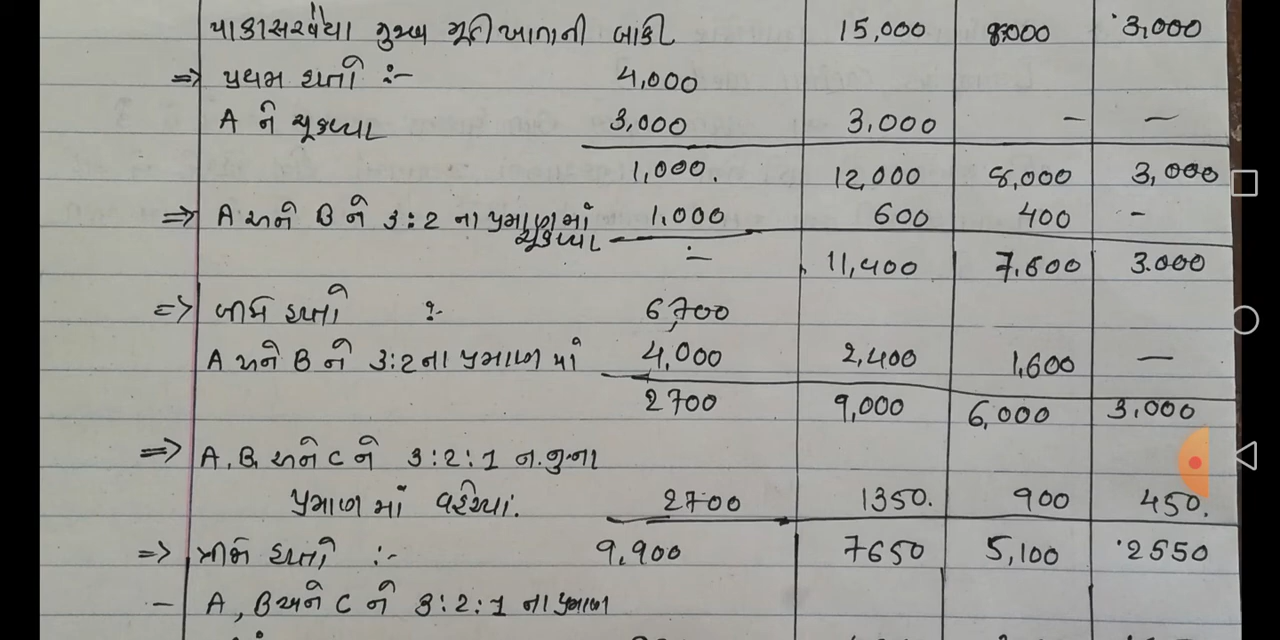 પાકાસરવૈયા મુજબ મૂડીખાતાની બાકી 15,000 8,000 3,000
⇒ પ્રથમ હપ્તો :- 4,000
A ને ચૂકવ્યા 3,000 3,000 — —
1,000. 12,000 8,000 3,000
⇒ A અને B ને 3:2 ના પ્રમાણમાં 1,000 600 400 -
ચૂકવ્યા
- 11,400 7,600 3.000
⇒ બીજો હપ્તો :- 6,700
A અને B ને 3:2 ના પ્રમાણ માં 4,000 2,400 1,600 —
2700 9,000 6,000 3,000
⇒ A, B અને C ને 3:2:1 ન.નુ.ના
પ્રમાણ માં વહેંચ્યાં. 2700 1350. 900 450.
⇒ ત્રીજો હપ્તો :- 9,900 7650 5,100 2550
- A, B અને C ને 3:2:1 ના પ્રમાણ